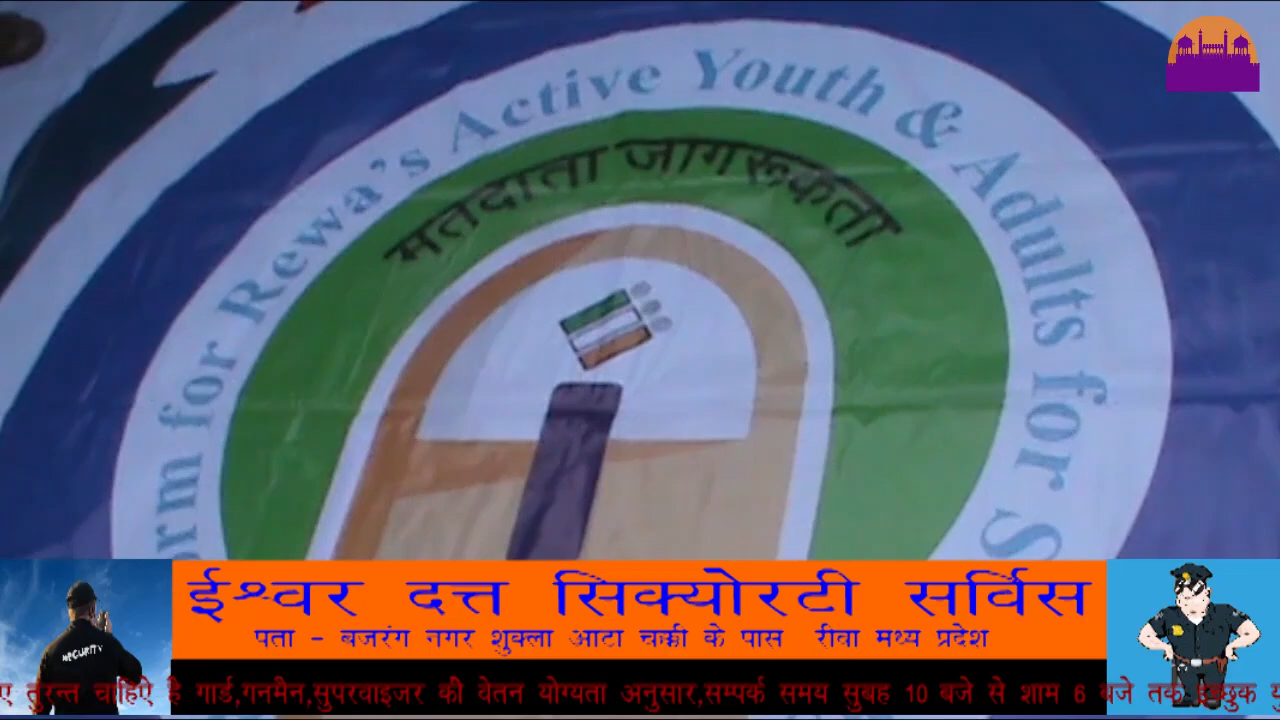 orm for Rewa's Active Youth & Adults for S
मतदाता जागरूकता
ईश्वर दत्त सिक्योरटी सर्विस
पता - बजरंग नगर शुक्ला आटा चक्की के पास रीवा मध्य प्रदेश
SECURITY
ए तुरन्त चाहिऐ है गार्ड,गनमैन,सुपरवाइजर की वेतन योग्यता अनुसार,सम्पर्क समय सुबह 10 बजे से शाम 6 बजे तक इच्छुक यु